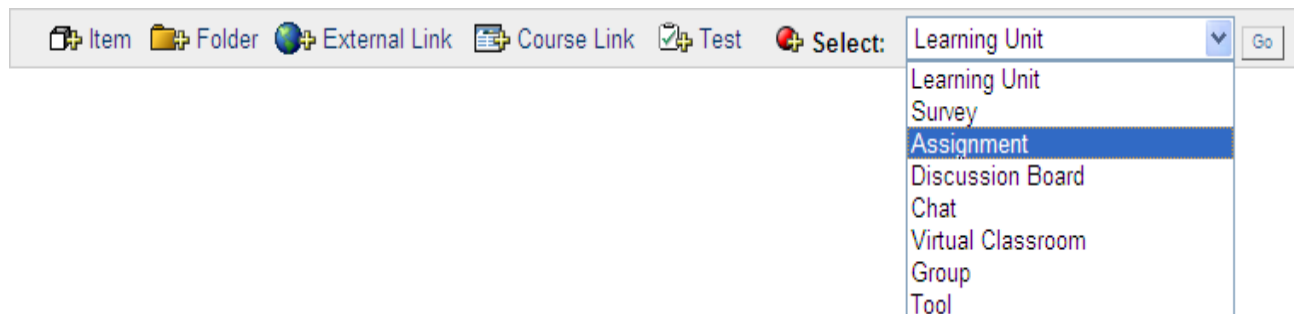 Item Folder External Link Course Link Test Select: Learning Unit Go
Learning Unit
Survey
Assignment
Discussion Board
Chat
Virtual Classroom
Group
Tool